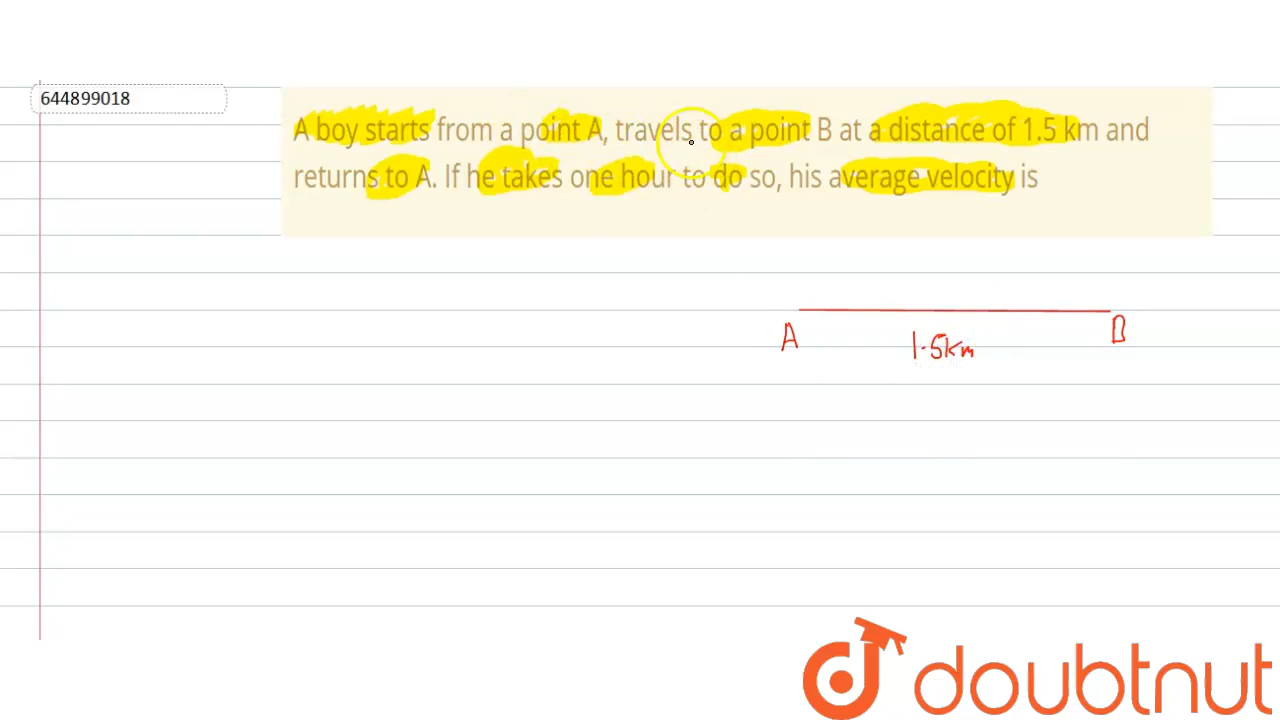 644899018
A boy starts from a point A, travels to a point B at a distance of 1.5 km and
returns to A. If he takes one hour to do so, his average velocity is
A 1.5km B
doubtnut